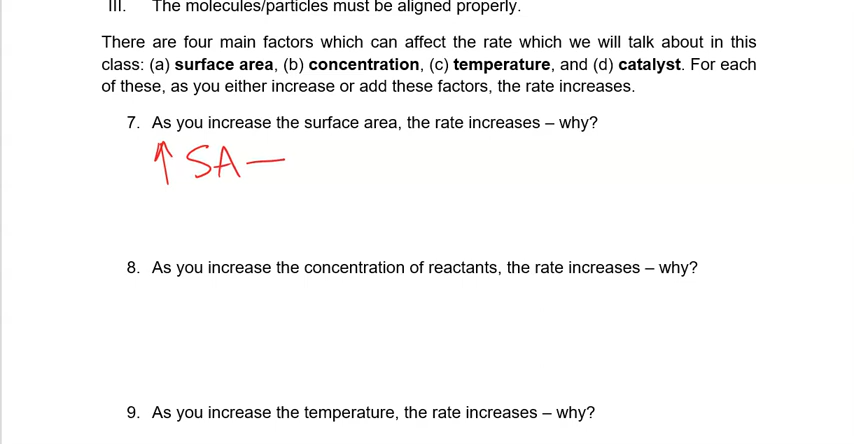 III. The molecules/particles must be aligned properly.
There are four main factors which can affect the rate which we will talk about in this
class: (a) surface area, (b) concentration, (c) temperature, and (d) catalyst. For each
of these, as you either increase or add these factors, the rate increases.
7. As you increase the surface area, the rate increases – why?
↑ SA —
8. As you increase the concentration of reactants, the rate increases – why?
9. As you increase the temperature, the rate increases – why?